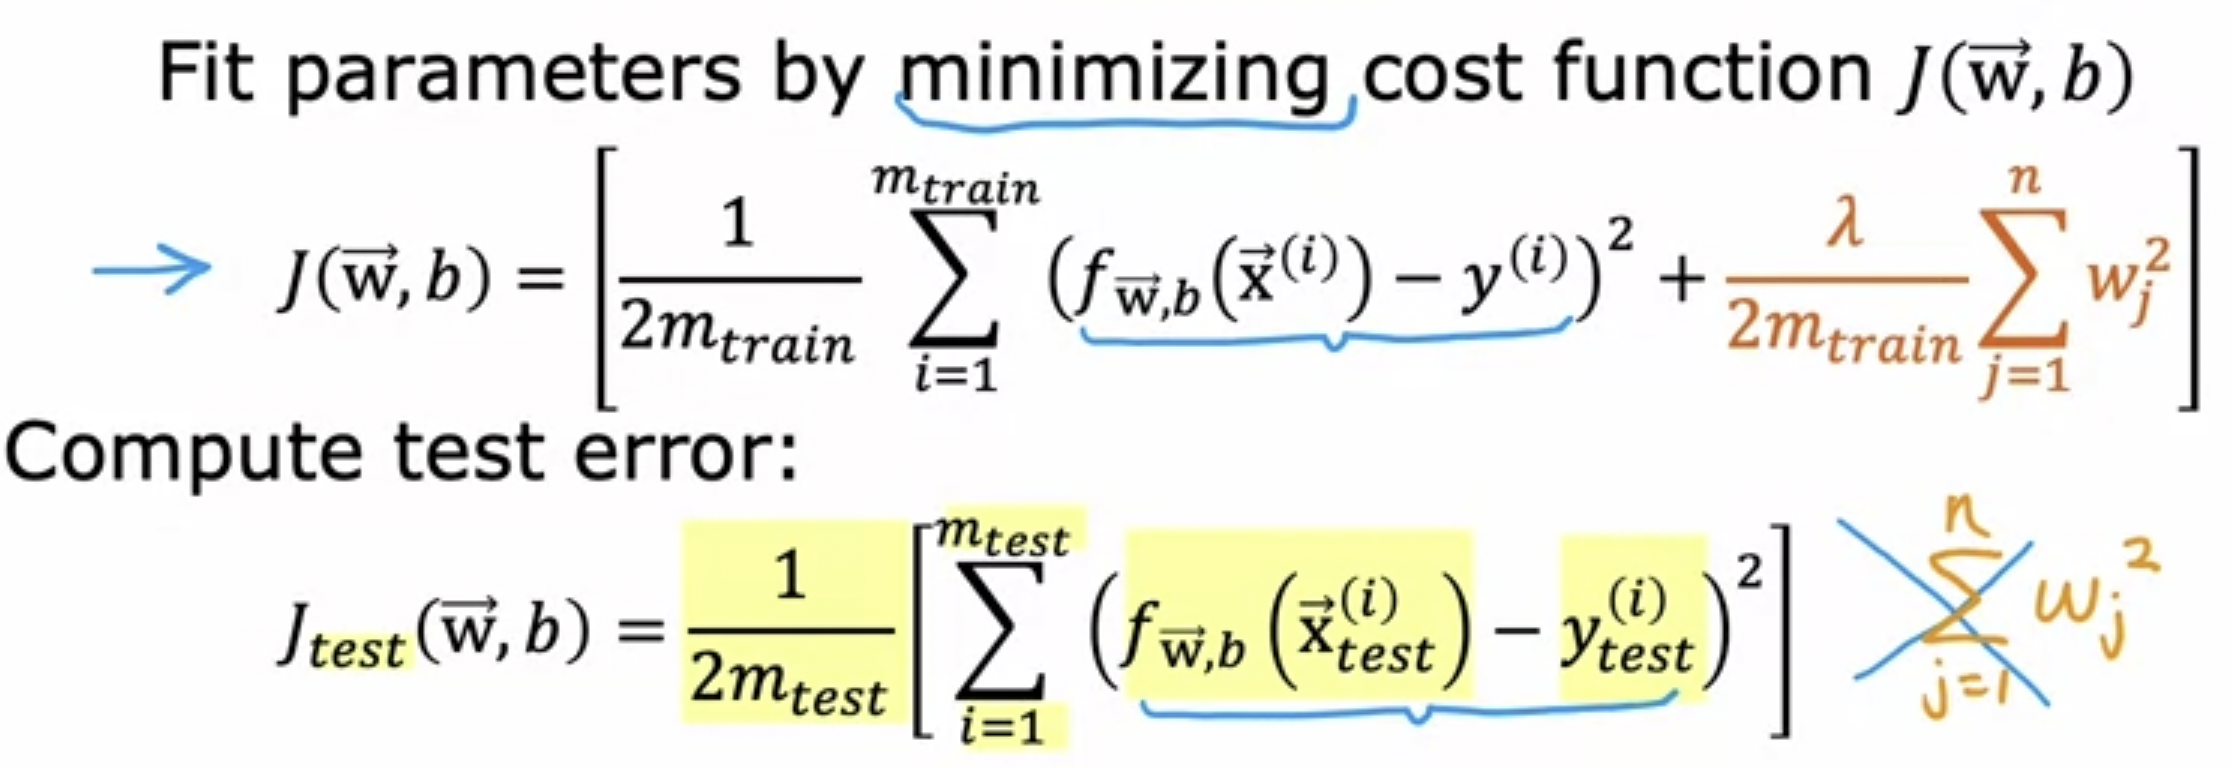 Fit parameters by minimizing cost function $J(\vec{w}, b)$
→ $J(\vec{w}, b) = \left[ \frac{1}{2m_{train}} \sum_{i=1}^{m_{train}} \left( f_{\vec{w},b}(\vec{x}^{(i)}) - y^{(i)} \right)^2 + \frac{\lambda}{2m_{train}} \sum_{j=1}^{n} w_j^2 \right]$
Compute test error:
$J_{test}(\vec{w}, b) = \frac{1}{2m_{test}} \left[ \sum_{i=1}^{m_{test}} \left( f_{\vec{w},b}\left(\vec{x}_{test}^{(i)}\right) - y_{test}^{(i)} \right)^2 \right]$ $\sum_{j=1}^{n} w_j^2$